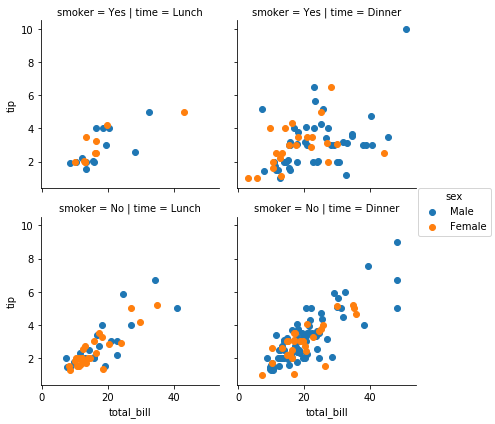 smoker = Yes | time = Lunch
smoker = Yes | time = Dinner
10
8
6
4
2
tip
smoker = No | time = Lunch
smoker = No | time = Dinner
sex
Male
Female
10
8
6
4
2
tip
0
20
40
0
20
40
total_bill
total_bill